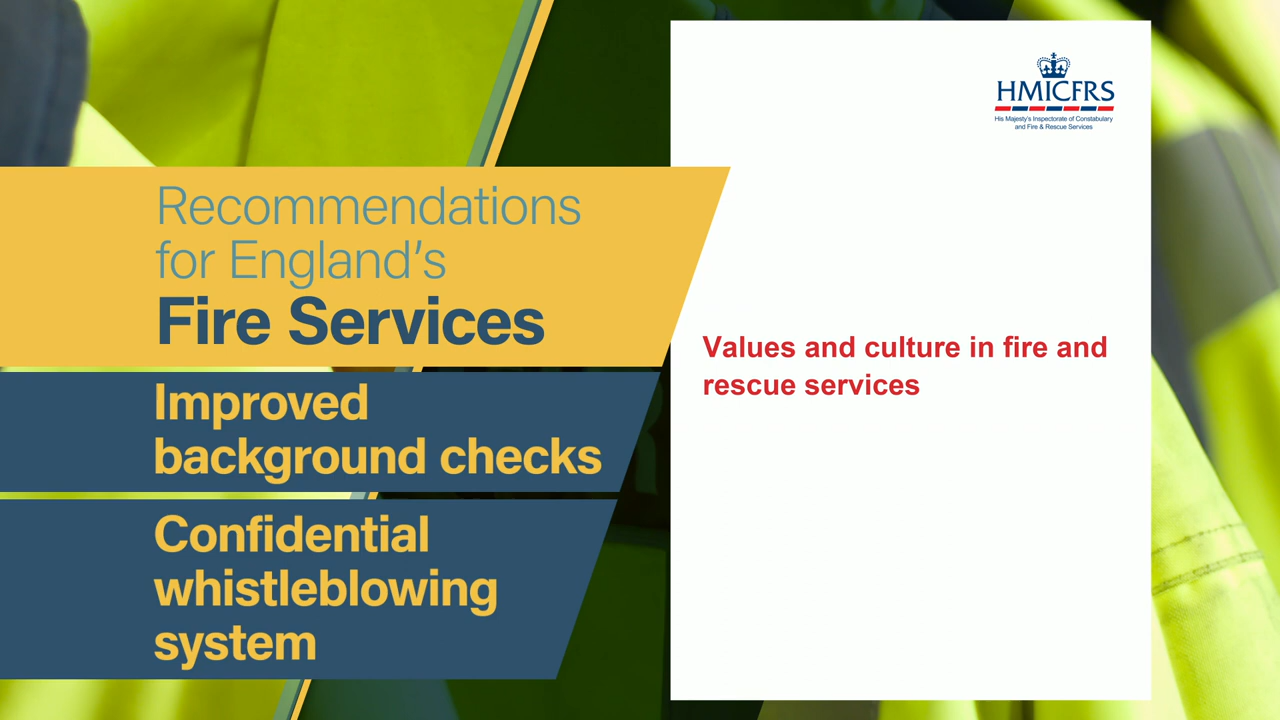 Recommendations
for England's
Fire Services
Improved
background checks
Confidential
whistleblowing
system
HMICFRS
His Majesty's Inspectorate of Constabulary
and Fire & Rescue Services
Values and culture in fire and
rescue services